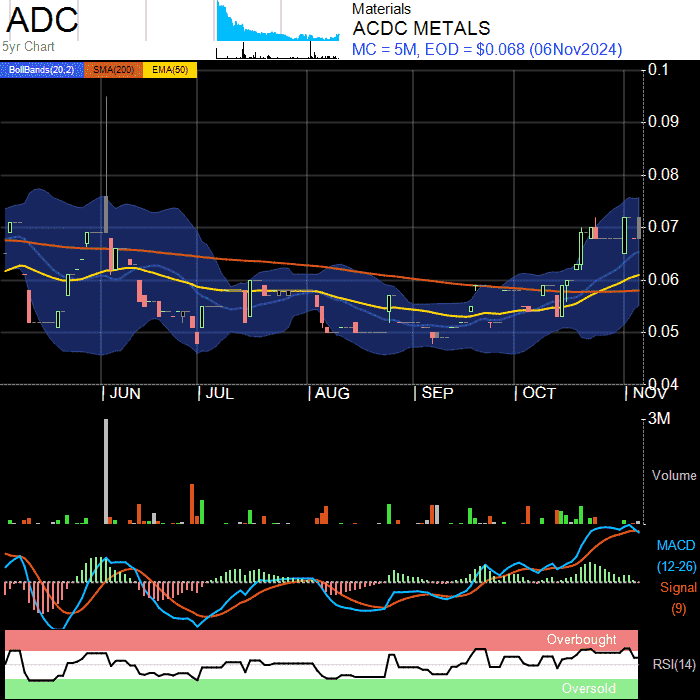 ADC
5yr Chart
Materials
ACDC METALS
MC = 5M, EOD = $0.068 (06Nov2024)
BollBands(20,2) SMA(200) EMA(50)
0.1
0.09
0.08
0.07
0.06
0.05
0.04
JUN JUL AUG SEP OCT NOV
3M
Volume
MACD
(12-26)
Signal
(9)
Overbought
RSI(14)
Oversold